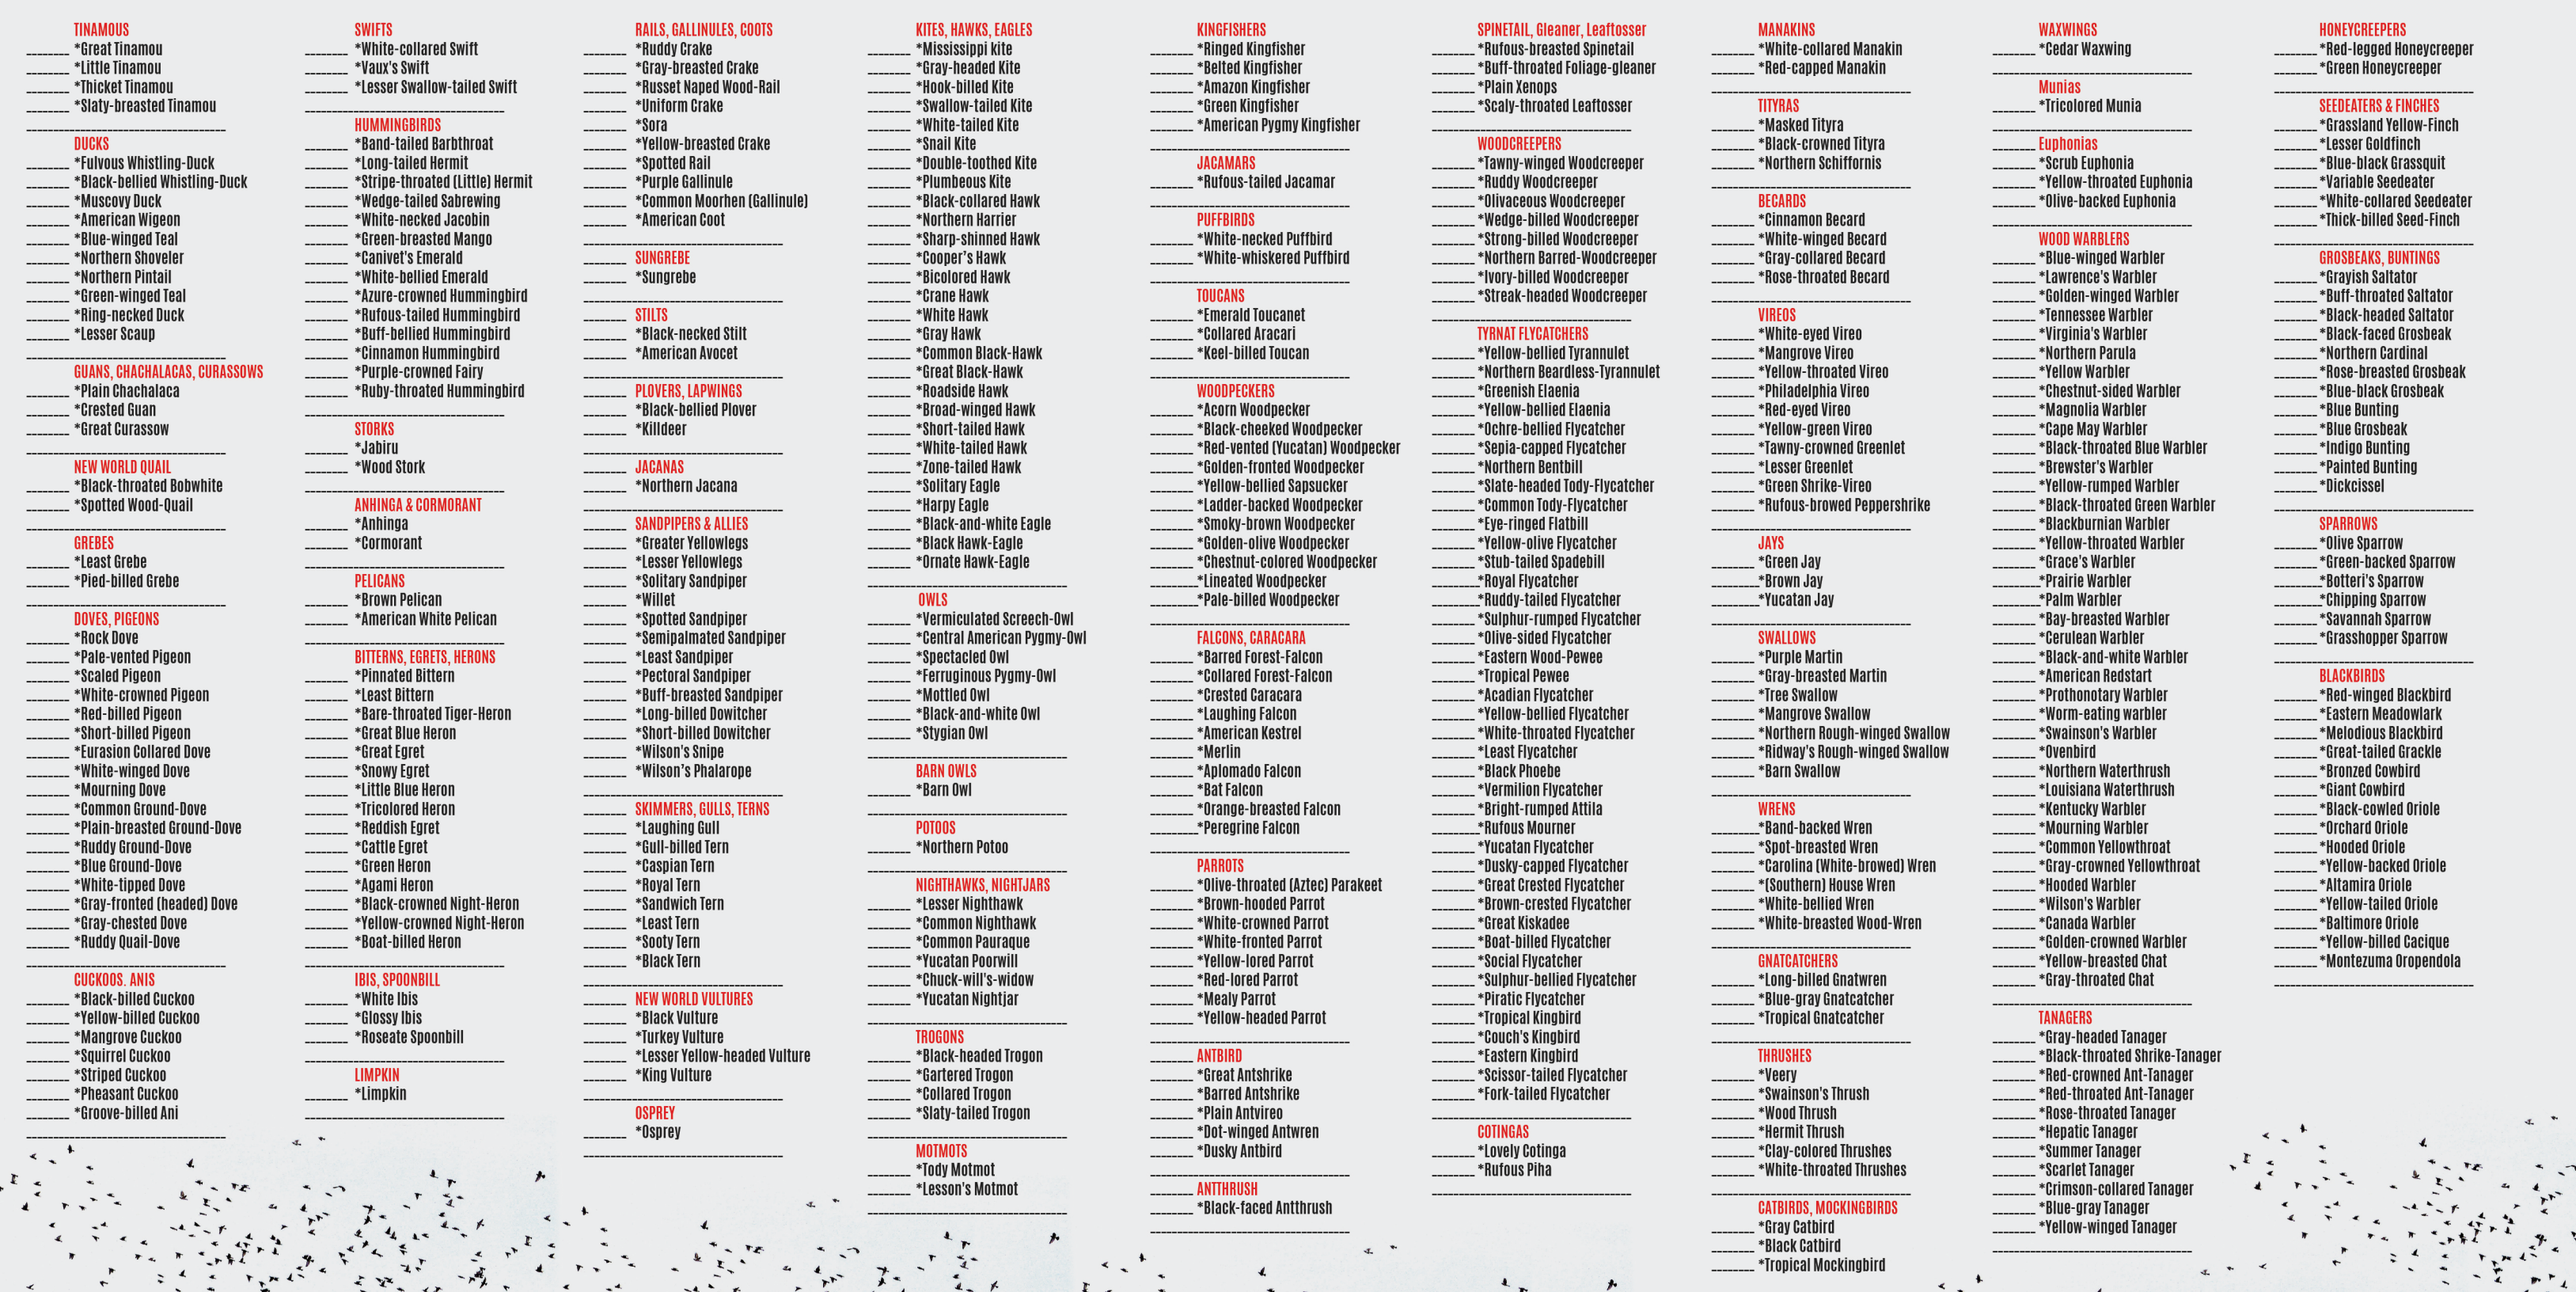 TINAMOUS
*Great Tinamou
*Little Tinamou
*Thicket Tinamou
*Slaty-breasted Tinamou
DUCKS
*Fulvous Whistling-Duck
*Black-bellied Whistling-Duck
*Muscovy Duck
*American Wigeon
*Blue-winged Teal
*Northern Shoveler
*Northern Pintail
*Green-winged Teal
*Ring-necked Duck
*Lesser Scaup
GUANS, CHACHALACAS, CURASSOWS
*Plain Chachalaca
*Crested Guan
*Great Curassow
NEW WORLD QUAIL
*Black-throated Bobwhite
*Spotted Wood-Quail
GREBES
*Least Grebe
*Pied-billed Grebe
DOVES, PIGEONS
*Rock Dove
*Pale-vented Pigeon
*Scaled Pigeon
*White-crowned Pigeon
*Red-billed Pigeon
*Short-billed Pigeon
*Eurasion Collared Dove
*White-winged Dove
*Mourning Dove
*Common Ground-Dove
*Plain-breasted Ground-Dove
*Ruddy Ground-Dove
*Blue Ground-Dove
*White-tipped Dove
*Gray-fronted (headed) Dove
*Gray-chested Dove
*Ruddy Quail-Dove
CUCKOOS. ANIS
*Black-billed Cuckoo
*Yellow-billed Cuckoo
*Mangrove Cuckoo
*Squirrel Cuckoo
*Striped Cuckoo
*Pheasant Cuckoo
*Groove-billed Ani
SWIFTS
*White-collared Swift
*Vaux's Swift
*Lesser Swallow-tailed Swift
HUMMINGBIRDS
*Band-tailed Barbthroat
*Long-tailed Hermit
*Stripe-throated (Little) Hermit
*Wedge-tailed Sabrewing
*White-necked Jacobin
*Green-breasted Mango
*Canivet's Emerald
*White-bellied Emerald
*Azure-crowned Hummingbird
*Rufous-tailed Hummingbird
*Buff-bellied Hummingbird
*Cinnamon Hummingbird
*Purple-crowned Fairy
*Ruby-throated Hummingbird
STORKS
*Jabiru
*Wood Stork
ANHINGA & CORMORANT
*Anhinga
*Cormorant
PELICANS
*Brown Pelican
*American White Pelican
BITTERNS, EGRETS, HERONS
*Pinnated Bittern
*Least Bittern
*Bare-throated Tiger-Heron
*Great Blue Heron
*Great Egret
*Snowy Egret
*Little Blue Heron
*Tricolored Heron
*Reddish Egret
*Cattle Egret
*Green Heron
*Agami Heron
*Black-crowned Night-Heron
*Yellow-crowned Night-Heron
*Boat-billed Heron
IBIS, SPOONBILL
*White Ibis
*Glossy Ibis
*Roseate Spoonbill
LIMPKIN
*Limpkin
RAILS, GALLINULES, COOTS
*Ruddy Crake
*Gray-breasted Crake
*Russet Naped Wood-Rail
*Uniform Crake
*Sora
*Yellow-breasted Crake
*Spotted Rail
*Purple Gallinule
*Common Moorhen (Gallinule)
*American Coot
SUNGREBE
*Sungrebe
STILTS
*Black-necked Stilt
*American Avocet
PLOVERS, LAPWINGS
*Black-bellied Plover
*Killdeer
JACANAS
*Northern Jacana
SANDPIPERS & ALLIES
*Greater Yellowlegs
*Lesser Yellowlegs
*Solitary Sandpiper
*Willet
*Spotted Sandpiper
*Semipalmated Sandpiper
*Least Sandpiper
*Pectoral Sandpiper
*Buff-breasted Sandpiper
*Long-billed Dowitcher
*Short-billed Dowitcher
*Wilson's Snipe
*Wilson's Phalarope
SKIMMERS, GULLS, TERNS
*Laughing Gull
*Gull-billed Tern
*Caspian Tern
*Royal Tern
*Sandwich Tern
*Least Tern
*Sooty Tern
*Black Tern
NEW WORLD VULTURES
*Black Vulture
*Turkey Vulture
*Lesser Yellow-headed Vulture
*King Vulture
OSPREY
*Osprey
KITES, HAWKS, EAGLES
*Mississippi Kite
*Gray-headed Kite
*Hook-billed Kite
*Swallow-tailed Kite
*White-tailed Kite
*Snail Kite
*Double-toothed Kite
*Plumbeous Kite
*Black-collared Hawk
*Northern Harrier
*Sharp-shinned Hawk
*Cooper's Hawk
*Bicolored Hawk
*Crane Hawk
*White Hawk
*Gray Hawk
*Common Black-Hawk
*Great Black-Hawk
*Roadside Hawk
*Broad-winged Hawk
*Short-tailed Hawk
*White-tailed Hawk
*Zone-tailed Hawk
*Solitary Eagle
*Harpy Eagle
*Black-and-white Eagle
*Black Hawk-Eagle
*Ornate Hawk-Eagle
OWLS
*Vermiculated Screech-Owl
*Central American Pygmy-Owl
*Spectacled Owl
*Ferruginous Pygmy-Owl
*Mottled Owl
*Black-and-white Owl
*Stygian Owl
BARN OWLS
*Barn Owl
POTOOS
*Northern Potoo
NIGHTHAWKS, NIGHTJARS
*Lesser Nighthawk
*Common Nighthawk
*Common Pauraque
*Yucatan Poorwill
*Chuck-will's-widow
*Yucatan Nightjar
TROGONS
*Black-headed Trogon
*Gartered Trogon
*Collared Trogon
*Slaty-tailed Trogon
MOTMOTS
*Tody Motmot
*Lesson's Motmot
KINGFISHERS
*Ringed Kingfisher
*Belted Kingfisher
*Amazon Kingfisher
*Green Kingfisher
*American Pygmy Kingfisher
JACAMARS
*Rufous-tailed Jacamar
PUFFBIRDS
*White-necked Puffbird
*White-whiskered Puffbird
TOUCANS
*Emerald Toucanet
*Collared Aracari
*Keel-billed Toucan
WOODPECKERS
*Acorn Woodpecker
*Black-cheeked Woodpecker
*Red-vented (Yucatan) Woodpecker
*Golden-fronted Woodpecker
*Yellow-bellied Sapsucker
*Ladder-backed Woodpecker
*Smoky-brown Woodpecker
*Golden-olive Woodpecker
*Chestnut-colored Woodpecker
*Lineated Woodpecker
*Pale-billed Woodpecker
FALCONS, CARACARA
*Barred Forest-Falcon
*Collared Forest-Falcon
*Crested Caracara
*Laughing Falcon
*American Kestrel
*Merlin
*Aplomado Falcon
*Bat Falcon
*Orange-breasted Falcon
*Peregrine Falcon
PARROTS
*Olive-throated (Aztec) Parakeet
*Brown-hooded Parrot
*White-crowned Parrot
*White-fronted Parrot
*Yellow-lored Parrot
*Red-lored Parrot
*Mealy Parrot
*Yellow-headed Parrot
ANTBIRD
*Great Antshrike
*Barred Antshrike
*Plain Antvireo
*Dot-winged Antwren
*Dusky Antbird
ANTTHRUSH
*Black-faced Antthrush
SPINETAIL, Gleaner, Leaftosser
*Rufous-breasted Spinetail
*Buff-throated Foliage-gleaner
*Plain Xenops
*Scaly-throated Leaftosser
WOODCREEPERS
*Tawny-winged Woodcreeper
*Ruddy Woodcreeper
*Olivaceous Woodcreeper
*Wedge-billed Woodcreeper
*Strong-billed Woodcreeper
*Northern Barred-Woodcreeper
*Ivory-billed Woodcreeper
*Streak-headed Woodcreeper
TYRNAT FLYCATCHERS
*Yellow-bellied Tyrannulet
*Northern Beardless-Tyrannulet
*Greenish Elaenia
*Yellow-bellied Elaenia
*Ochre-bellied Flycatcher
*Sepia-capped Flycatcher
*Northern Bentbill
*Slate-headed Tody-Flycatcher
*Common Tody-Flycatcher
*Eye-ringed Flatbill
*Yellow-olive Flycatcher
*Stub-tailed Spadebill
*Royal Flycatcher
*Ruddy-tailed Flycatcher
*Sulphur-rumped Flycatcher
*Olive-sided Flycatcher
*Eastern Wood-Pewee
*Tropical Pewee
*Acadian Flycatcher
*Yellow-bellied Flycatcher
*White-throated Flycatcher
*Least Flycatcher
*Black Phoebe
*Vermilion Flycatcher
*Bright-rumped Attila
*Rufous Mourner
*Yucatan Flycatcher
*Dusky-capped Flycatcher
*Great Crested Flycatcher
*Brown-crested Flycatcher
*Great Kiskadee
*Boat-billed Flycatcher
*Social Flycatcher
*Sulphur-bellied Flycatcher
*Piratic Flycatcher
*Tropical Kingbird
*Couch's Kingbird
*Eastern Kingbird
*Scissor-tailed Flycatcher
*Fork-tailed Flycatcher
COTINGAS
*Lovely Cotinga
*Rufous Piha
MANAKINS
*White-collared Manakin
*Red-capped Manakin
TITYRAS
*Masked Tityra
*Black-crowned Tityra
*Northern Schiffornis
BECARDS
*Cinnamon Becard
*White-winged Becard
*Gray-collared Becard
*Rose-throated Becard
VIREOS
*White-eyed Vireo
*Mangrove Vireo
*Yellow-throated Vireo
*Philadelphia Vireo
*Red-eyed Vireo
*Yellow-green Vireo
*Tawny-crowned Greenlet
*Lesser Greenlet
*Green Shrike-Vireo
*Rufous-browed Peppershrike
JAYS
*Green Jay
*Brown Jay
*Yucatan Jay
SWALLOWS
*Purple Martin
*Gray-breasted Martin
*Tree Swallow
*Mangrove Swallow
*Northern Rough-winged Swallow
*Ridway's Rough-winged Swallow
*Barn Swallow
WRENS
*Band-backed Wren
*Spot-breasted Wren
*Carolina (White-browed) Wren
*(Southern) House Wren
*White-bellied Wren
*White-breasted Wood-Wren
GNATCATCHERS
*Long-billed Gnatwren
*Blue-gray Gnatcatcher
*Tropical Gnatcatcher
THRUSHES
*Veery
*Swainson's Thrush
*Wood Thrush
*Hermit Thrush
*Clay-colored Thrushes
*White-throated Thrushes
CATBIRDS, MOCKINGBIRDS
*Gray Catbird
*Black Catbird
*Tropical Mockingbird
WAXWINGS
*Cedar Waxwing
Munias
*Tricolored Munia
Euphonias
*Scrub Euphonia
*Yellow-throated Euphonia
*Olive-backed Euphonia
WOOD WARBLERS
*Blue-winged Warbler
*Lawrence's Warbler
*Golden-winged Warbler
*Tennessee Warbler
*Virginia's Warbler
*Northern Parula
*Yellow Warbler
*Chestnut-sided Warbler
*Magnolia Warbler
*Cape May Warbler
*Black-throated Blue Warbler
*Brewster's Warbler
*Yellow-rumped Warbler
*Black-throated Green Warbler
*Blackburnian Warbler
*Yellow-throated Warbler
*Grace's Warbler
*Prairie Warbler
*Palm Warbler
*Bay-breasted Warbler
*Cerulean Warbler
*Black-and-white Warbler
*American Redstart
*Prothonotary Warbler
*Worm-eating warbler
*Swainson's Warbler
*Ovenbird
*Northern Waterthrush
*Louisiana Waterthrush
*Kentucky Warbler
*Mourning Warbler
*Common Yellowthroat
*Gray-crowned Yellowthroat
*Hooded Warbler
*Wilson's Warbler
*Canada Warbler
*Golden-crowned Warbler
*Yellow-breasted Chat
*Gray-throated Chat
TANAGERS
*Gray-headed Tanager
*Black-throated Shrike-Tanager
*Red-crowned Ant-Tanager
*Red-throated Ant-Tanager
*Rose-throated Tanager
*Hepatic Tanager
*Summer Tanager
*Scarlet Tanager
*Crimson-collared Tanager
*Blue-gray Tanager
*Yellow-winged Tanager
HONEYCREEPERS
*Red-legged Honeycreeper
*Green Honeycreeper
SEEDEATERS & FINCHES
*Grassland Yellow-Finch
*Lesser Goldfinch
*Blue-black Grassquit
*Variable Seedeater
*White-collared Seedeater
*Thick-billed Seed-Finch
GROSBEAKS, BUNTINGS
*Grayish Saltator
*Buff-throated Saltator
*Black-headed Saltator
*Black-faced Grosbeak
*Northern Cardinal
*Rose-breasted Grosbeak
*Blue-black Grosbeak
*Blue Bunting
*Blue Grosbeak
*Indigo Bunting
*Painted Bunting
*Dickcissel
SPARROWS
*Olive Sparrow
*Green-backed Sparrow
*Botteri's Sparrow
*Chipping Sparrow
*Savannah Sparrow
*Grasshopper Sparrow
BLACKBIRDS
*Red-winged Blackbird
*Eastern Meadowlark
*Melodious Blackbird
*Great-tailed Grackle
*Bronzed Cowbird
*Giant Cowbird
*Black-cowled Oriole
*Orchard Oriole
*Hooded Oriole
*Yellow-backed Oriole
*Altamira Oriole
*Yellow-tailed Oriole
*Baltimore Oriole
*Yellow-billed Cacique
*Montezuma Oropendola